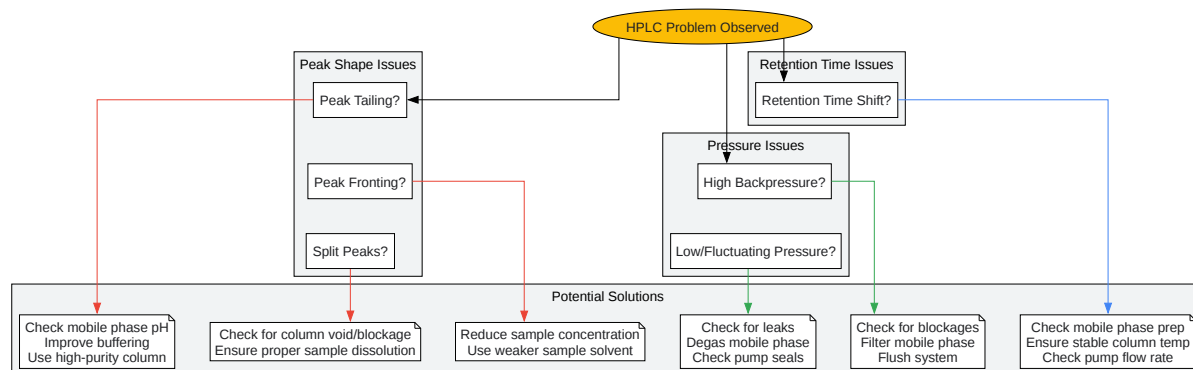 HPLC Problem Observed
Peak Shape Issues
Retention Time Issues
Peak Tailing?
Retention Time Shift?
Pressure Issues
Peak Fronting?
High Backpressure?
Split Peaks?
Low/Fluctuating Pressure?
Potential Solutions
Check mobile phase pH
Improve buffering
Use high-purity column
Check for column void/blockage
Ensure proper sample dissolution
Reduce sample concentration
Use weaker sample solvent
Check for leaks
Degas mobile phase
Check pump seals
Check for blockages
Filter mobile phase
Flush system
Check mobile phase prep
Ensure stable column temp
Check pump flow rate